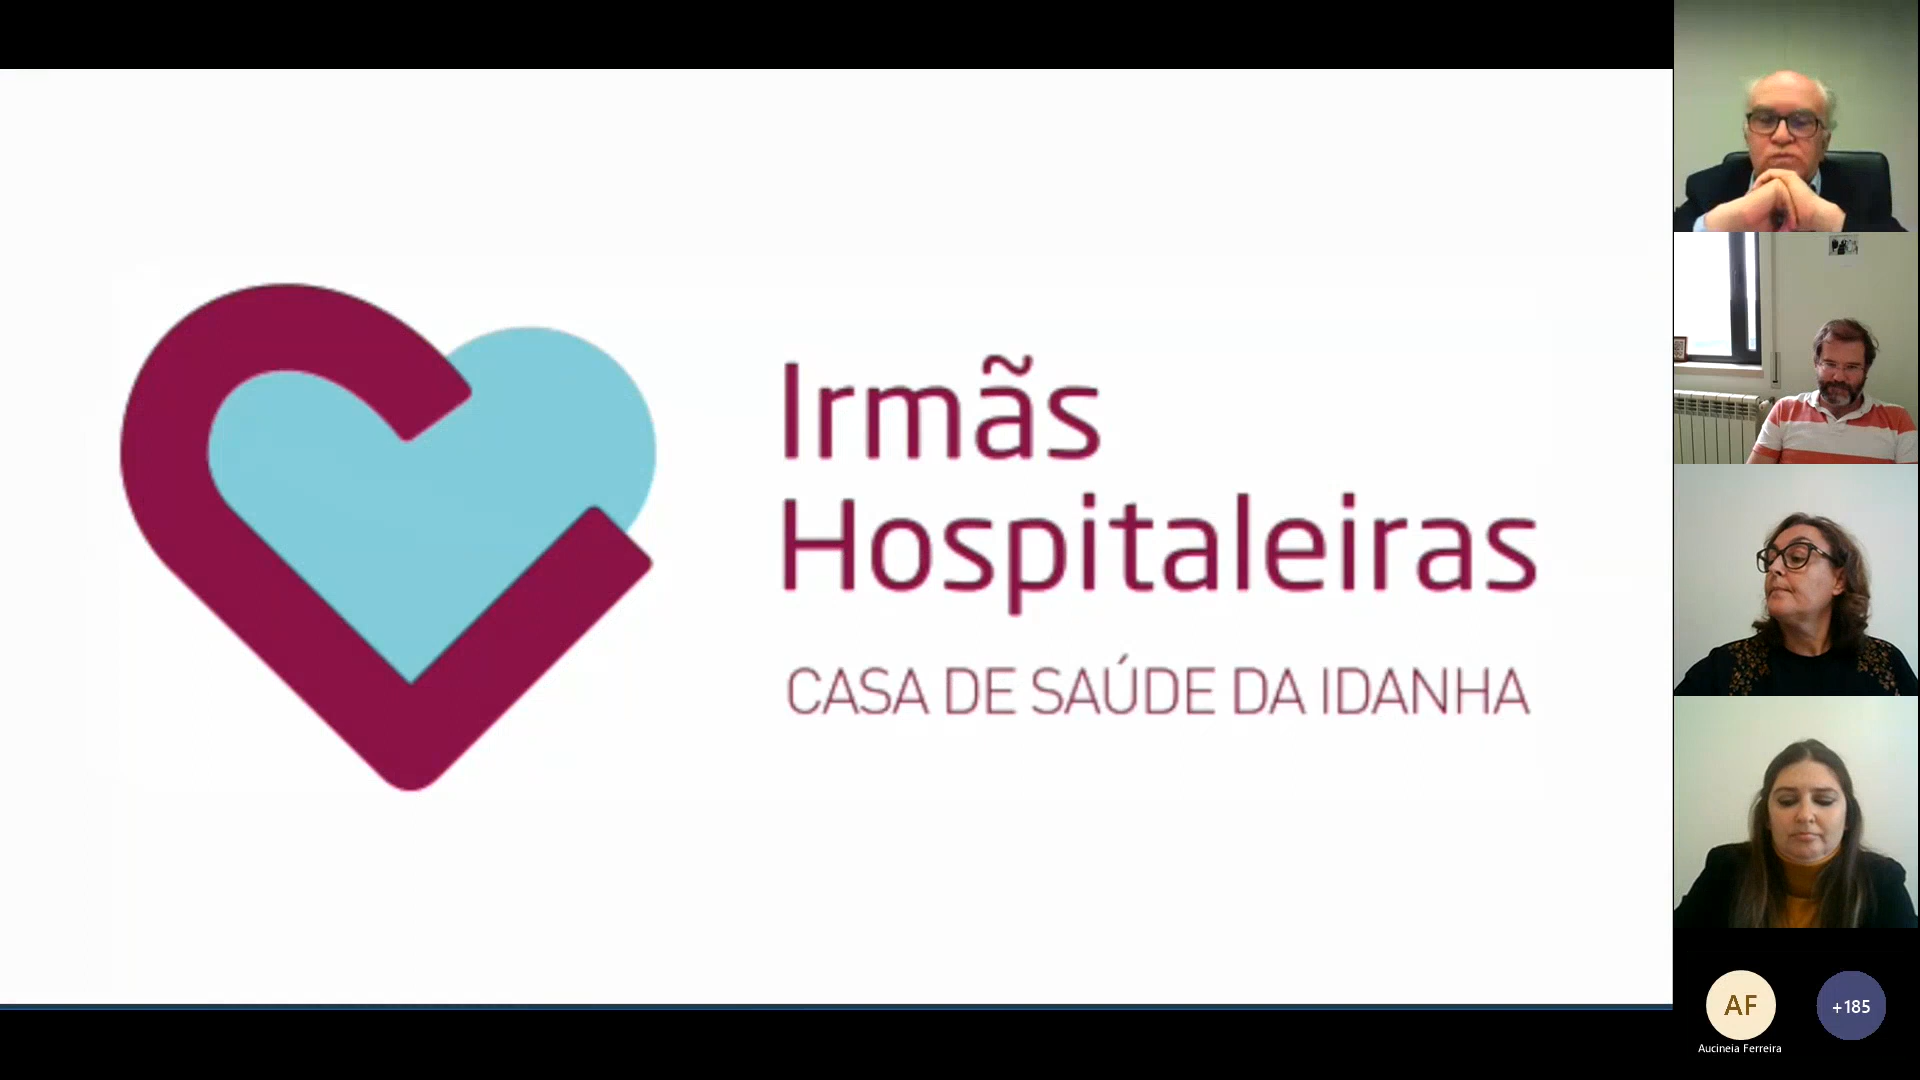 Irmãs
Hospitaleiras
CASA DE SAÚDE DA IDANHA
AF
+185
Aucineia Ferreira